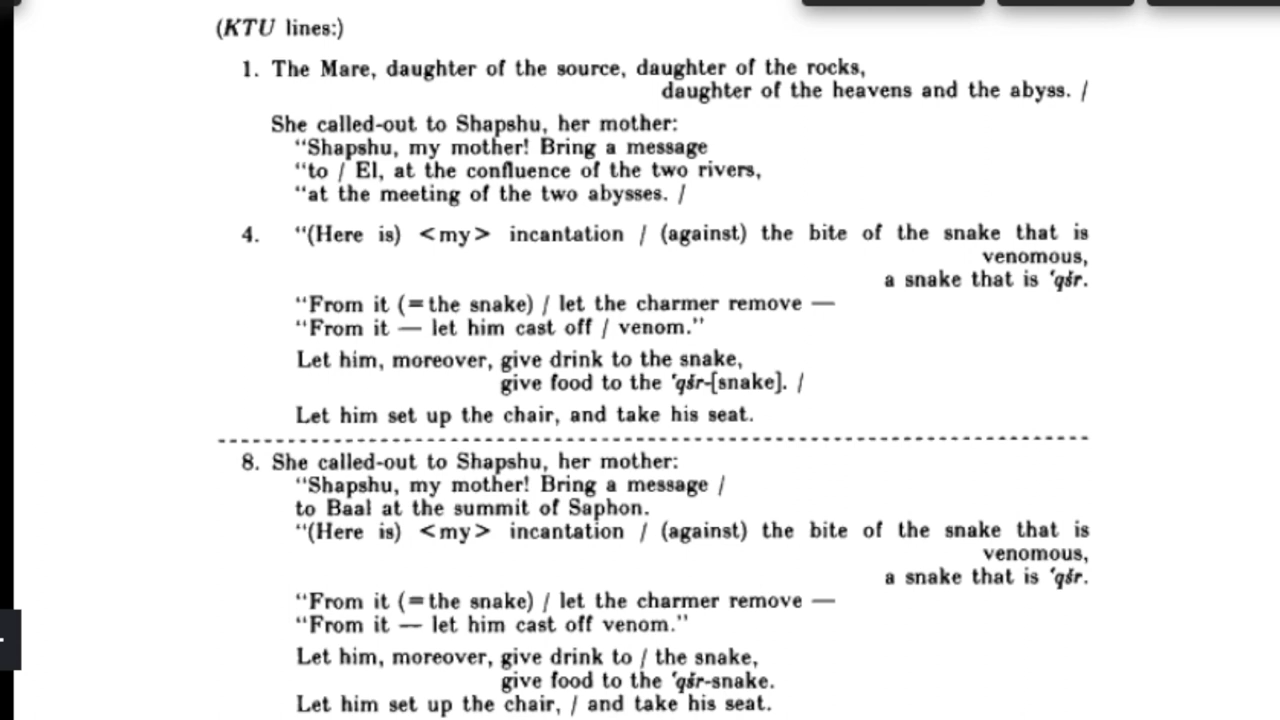 (KTU lines:)
1. The Mare, daughter of the source, daughter of the rocks,
daughter of the heavens and the abyss. /
She called-out to Shapshu, her mother:
“Shapshu, my mother! Bring a message
“to / El, at the confluence of the two rivers,
“at the meeting of the two abysses. /
4. “(Here is) <my> incantation / (against) the bite of the snake that is
venomous,
a snake that is ʿqšr.
“From it (=the snake) / let the charmer remove —
“From it — let him cast off / venom.”
Let him, moreover, give drink to the snake,
give food to the ʿqšr-[snake]. /
Let him set up the chair, and take his seat.
8. She called-out to Shapshu, her mother:
“Shapshu, my mother! Bring a message /
to Baal at the summit of Saphon.
“(Here is) <my> incantation / (against) the bite of the snake that is
venomous,
a snake that is ʿqšr.
“From it (=the snake) / let the charmer remove —
“From it — let him cast off venom.”
Let him, moreover, give drink to / the snake,
give food to the ʿqšr-snake.
Let him set up the chair, / and take his seat.